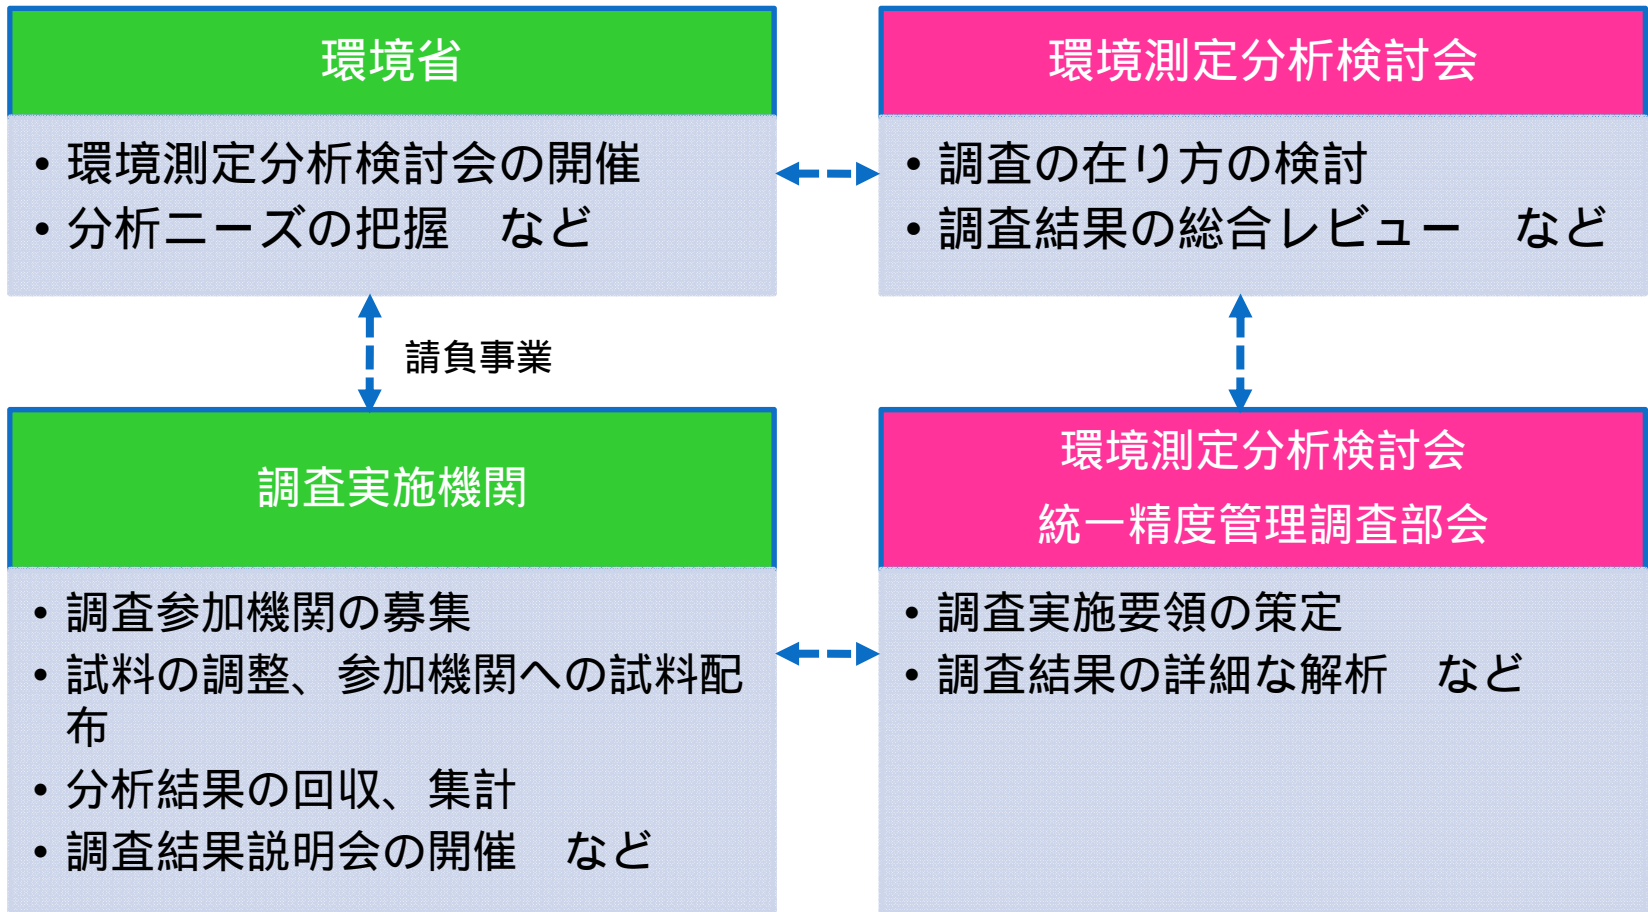 環境省
・環境測定分析検討会の開催
・分析ニーズの把握　など
環境測定分析検討会
・調査の在り方の検討
・調査結果の総合レビュー　など
請負事業
調査実施機関
・調査参加機関の募集
・試料の調整、参加機関への試料配
布
・分析結果の回収、集計
・調査結果説明会の開催　など
環境測定分析検討会
統一精度管理調査部会
・調査実施要領の策定
・調査結果の詳細な解析　など